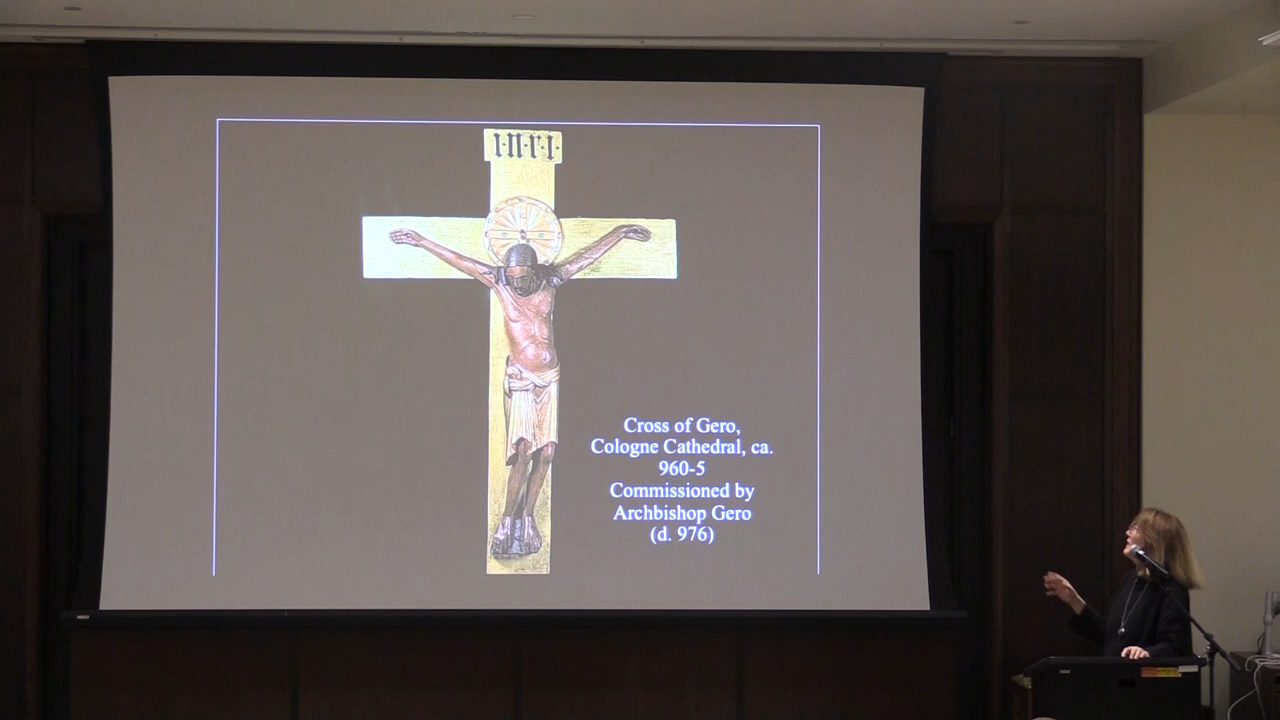 I·N·R·I·
Cross of Gero,
Cologne Cathedral, ca.
960-5
Commissioned by
Archbishop Gero
(d. 976)